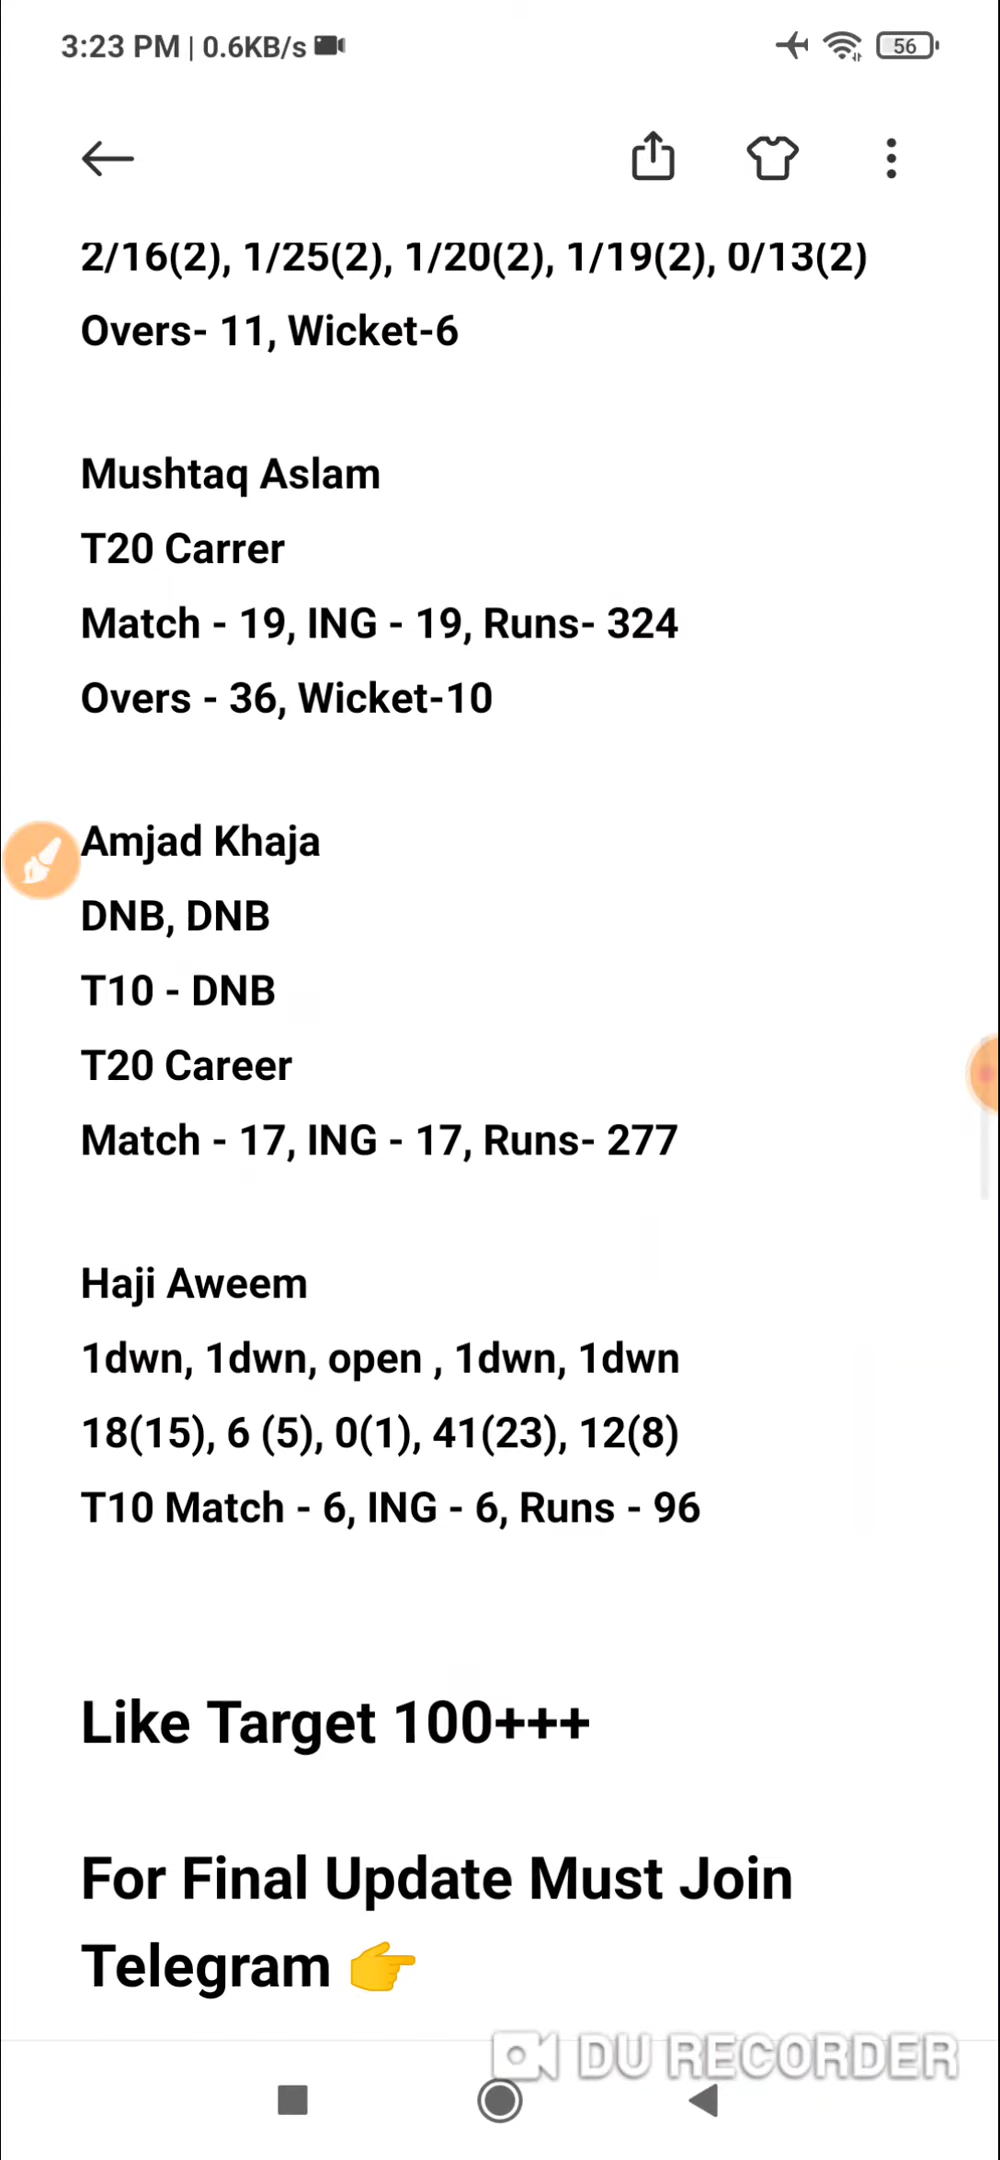 3:23 PM | 0.6KB/s 56
2/16(2), 1/25(2), 1/20(2), 1/19(2), 0/13(2)
Overs- 11, Wicket-6
Mushtaq Aslam
T20 Carrer
Match - 19, ING - 19, Runs- 324
Overs - 36, Wicket-10
Amjad Khaja
DNB, DNB
T10 - DNB
T20 Career
Match - 17, ING - 17, Runs- 277
Haji Aweem
1dwn, 1dwn, open , 1dwn, 1dwn
18(15), 6 (5), 0(1), 41(23), 12(8)
T10 Match - 6, ING - 6, Runs - 96
Like Target 100+++
For Final Update Must Join
Telegram 👉
DU RECORDER